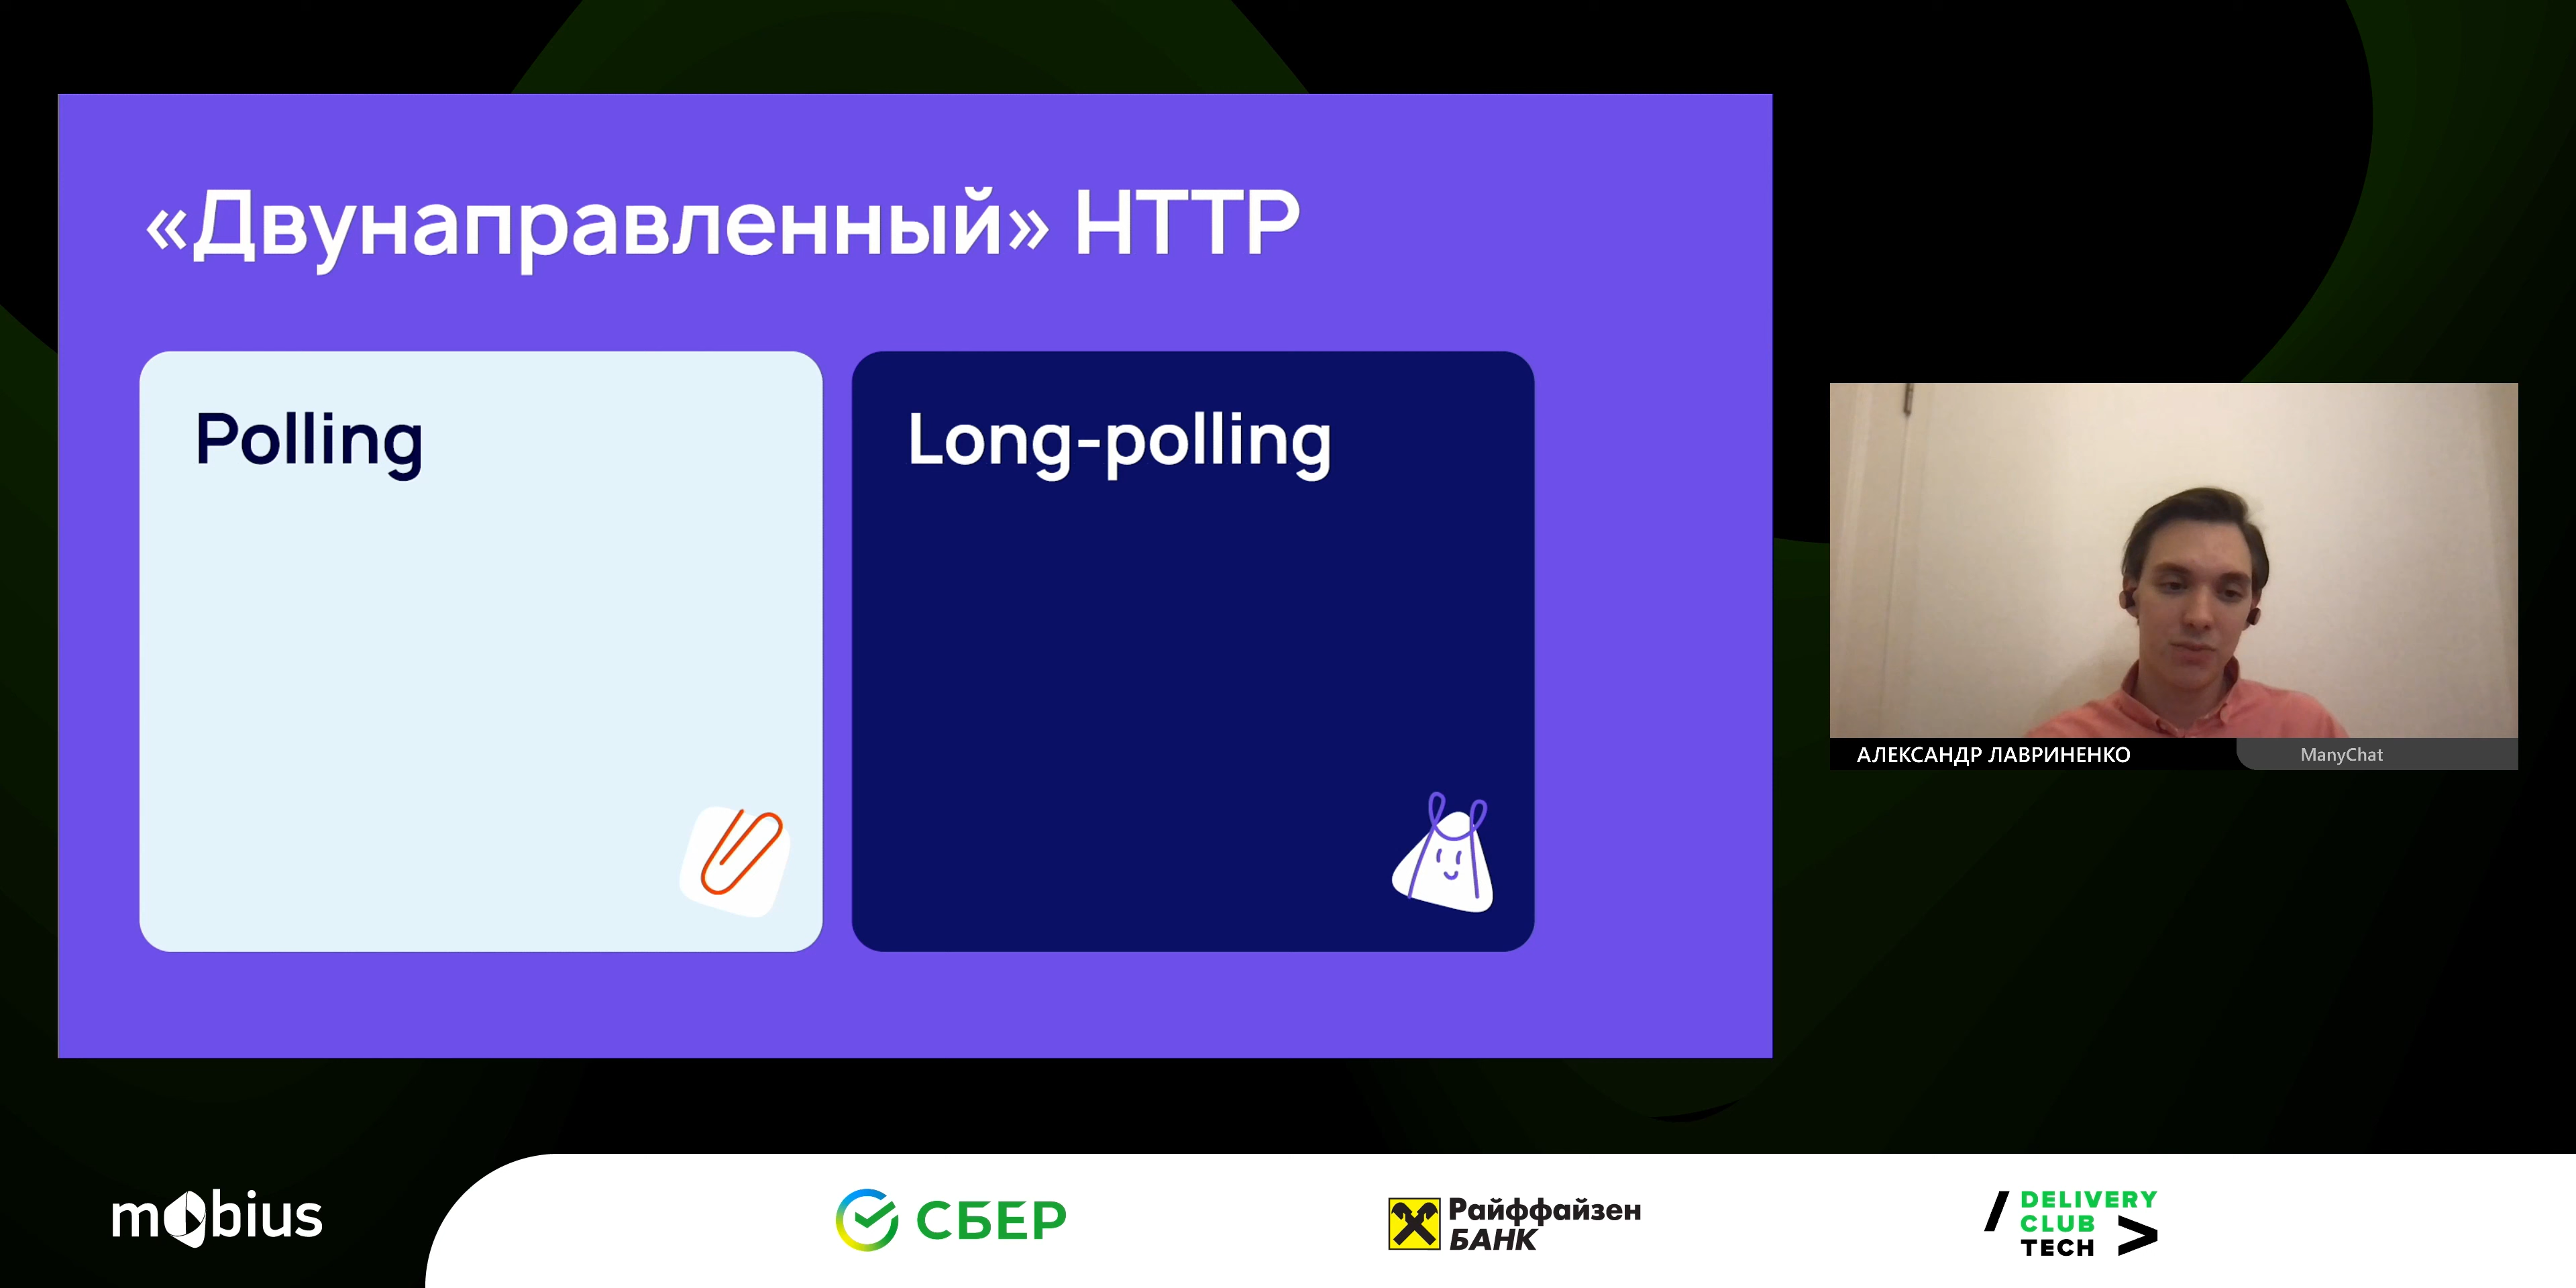 «Двунаправленный» HTTP
Polling
Long-polling
АЛЕКСАНДР ЛАВРИНЕНКО
ManyChat
mobius
СБЕР
Райффайзен
БАНК
DELIVERY
CLUB
TECH